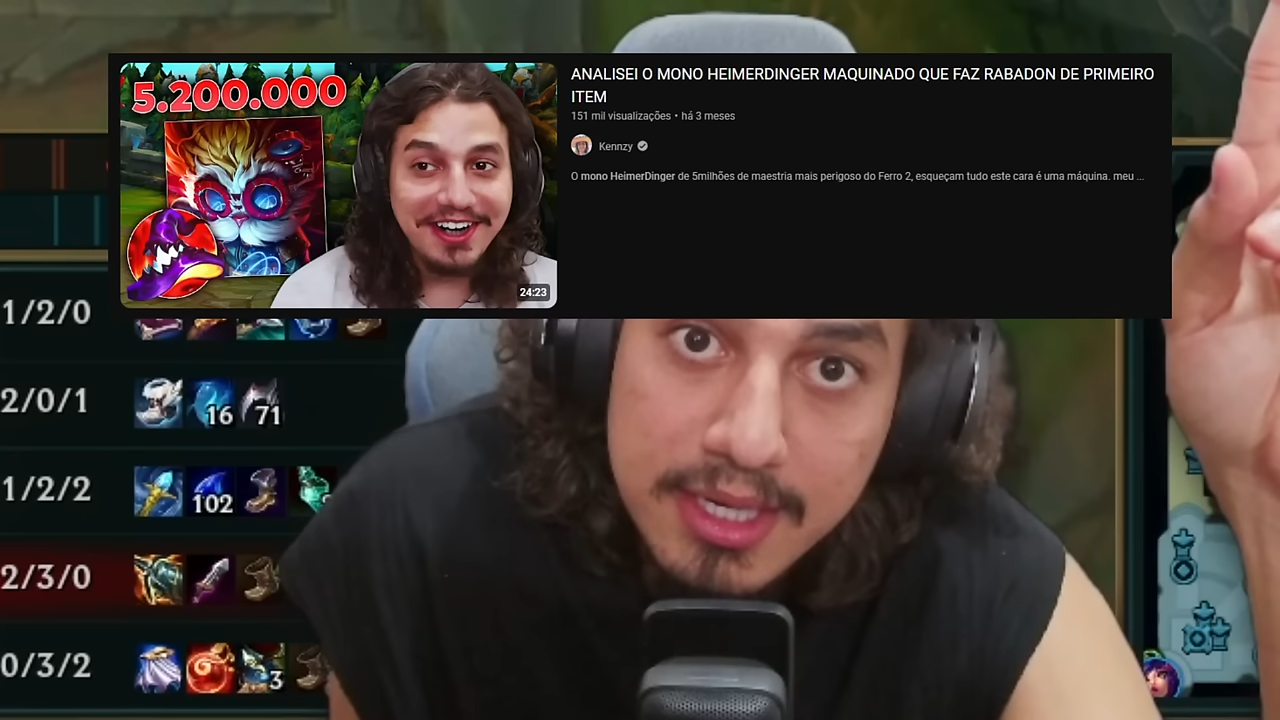 5.200.000
24:23
ANALISEI O MONO HEIMERDINGER MAQUINADO QUE FAZ RABADON DE PRIMEIRO
ITEM
151 mil visualizações • há 3 meses
Kennzy
O mono HeimerDinger de 5milhões de maestria mais perigoso do Ferro 2, esqueçam tudo este cara é uma máquina. meu ...
1/2/0
2/0/1
16
71
1/2/2
102
2/3/0
0/3/2
3